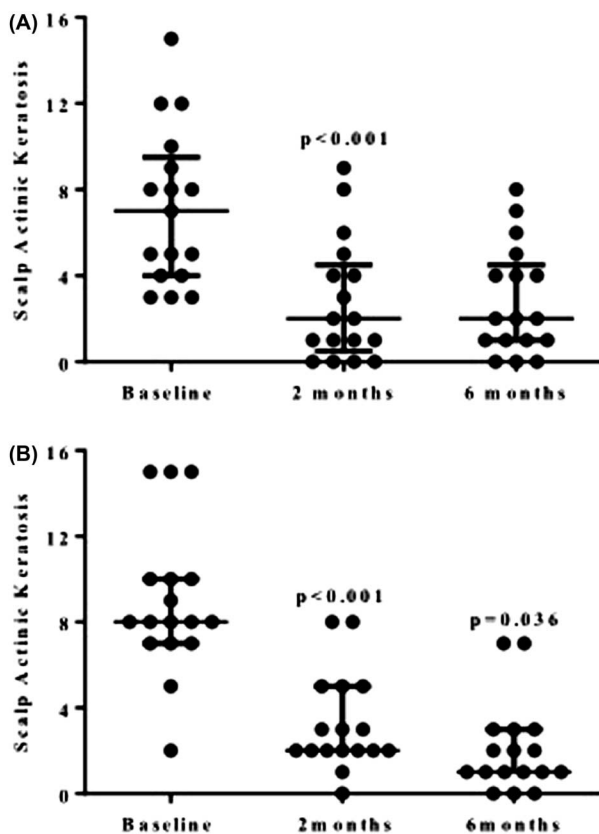 (A)
Scalp Actinic Keratosis
16
12
8
4
0
p<0.001
Baseline
2 months
6 months
(B)
Scalp Actinic Keratosis
16
12
8
4
0
p<0.001
p=0.036
Baseline
2months
6months